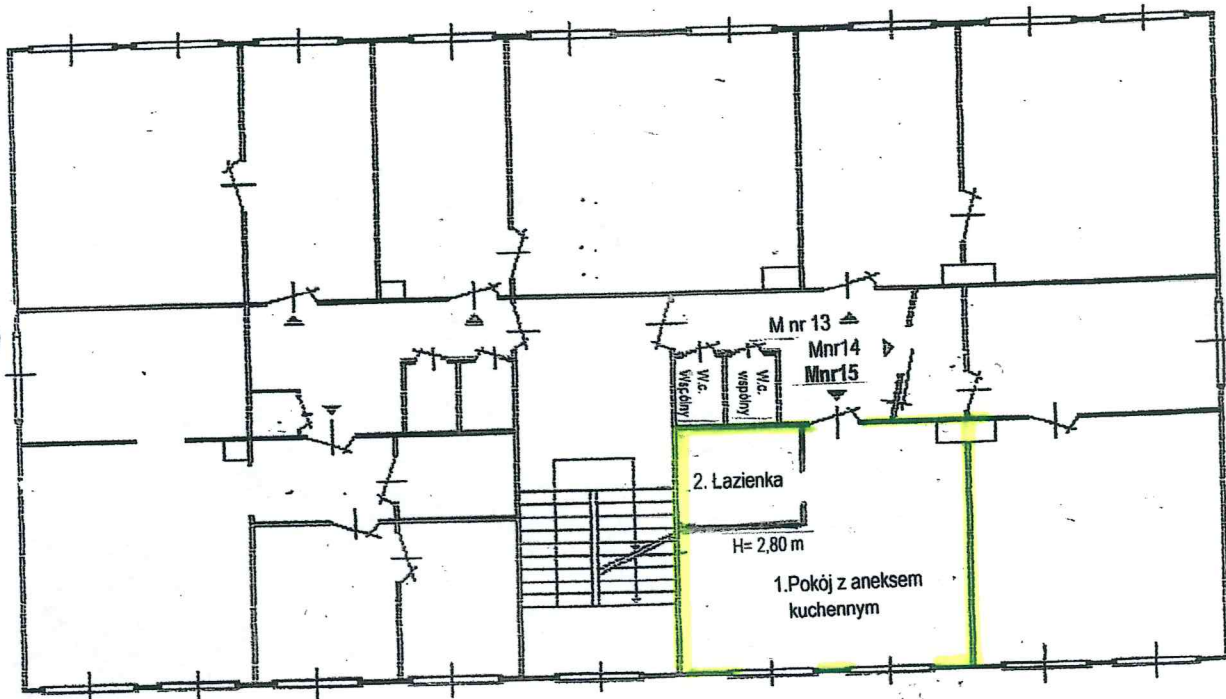 M nr 13
Mnr14
Mnr15
W.c.
Wspólny
W.c.
wspólny
2. Łazienka
H= 2,80 m
1.Pokój z aneksem
kuchennym